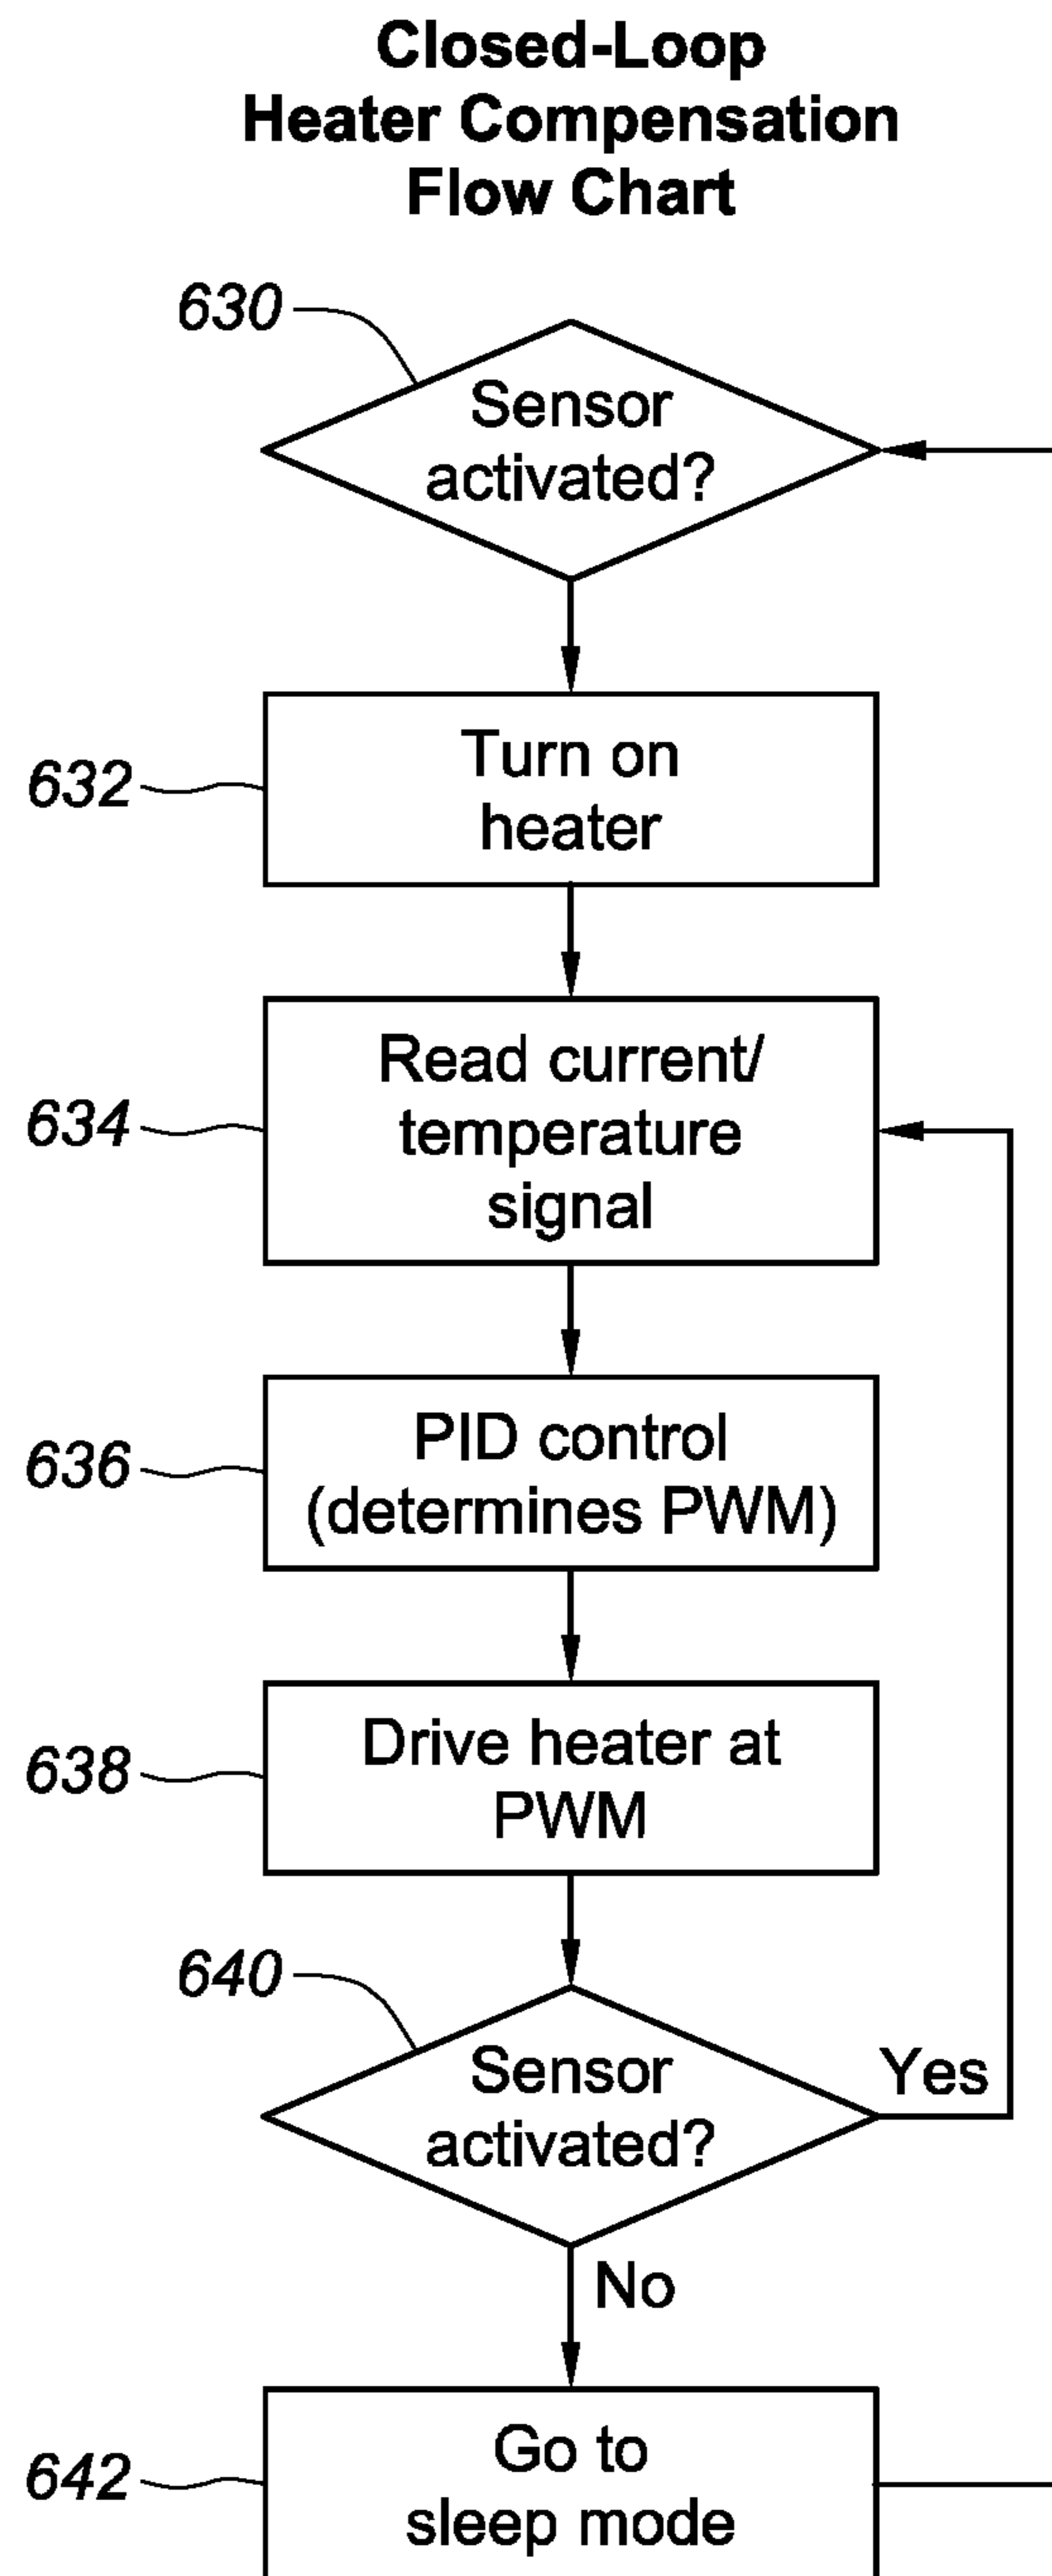 Closed-Loop
Heater Compensation
Flow Chart
630
Sensor
activated?
632
Turn on
heater
634
Read current/
temperature
signal
636
PID control
(determines PWM)
638
Drive heater at
PWM
640
Sensor
activated?
Yes
No
642
Go to
sleep mode